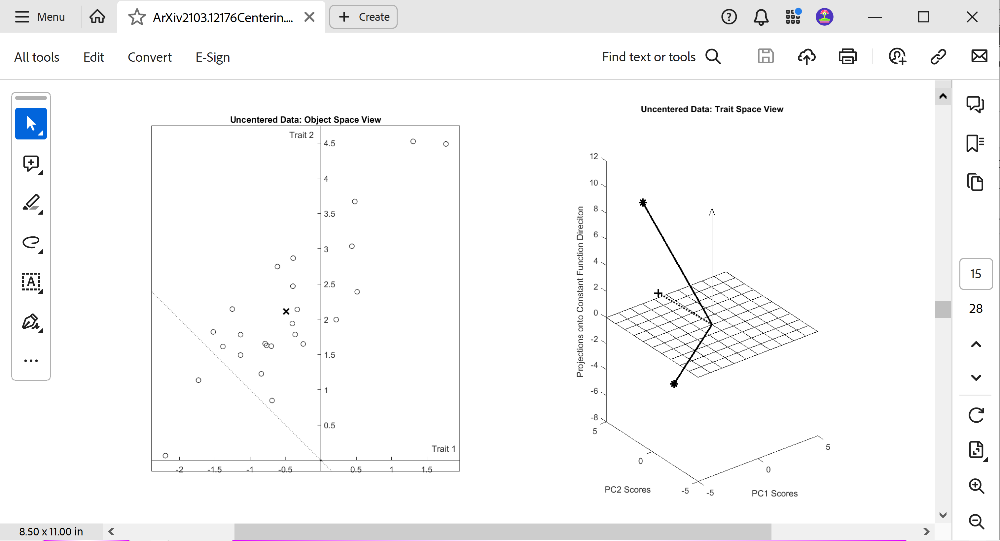 Menu
ArXiv2103.12176Centerin....
Create
All tools
Edit
Convert
E-Sign
Find text or tools
Uncentered Data: Object Space View
Trait 2
4.5
4
3.5
3
2.5
2
1.5
1
0.5
Trait 1
-2
-1.5
-1
-0.5
0.5
1
1.5
Uncentered Data: Trait Space View
Projections onto Constant Function Direciton
12
10
8
6
4
2
0
-2
-4
-6
-8
5
0
-5
PC2 Scores
-5
0
5
PC1 Scores
15
28
8.50 x 11.00 in